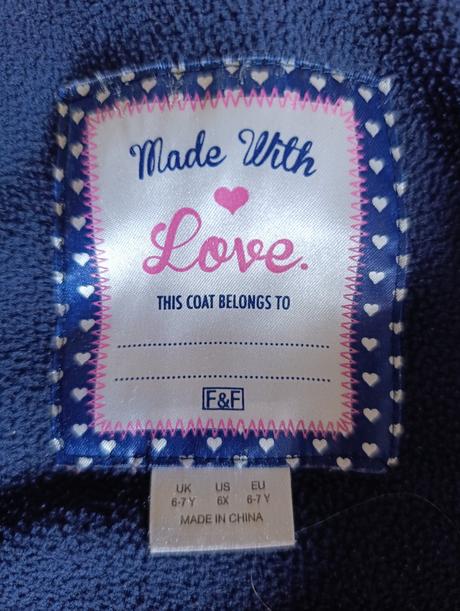 Made With
Love.
THIS COAT BELONGS TO
F&F
UK US EU
6-7 Y 6X 6-7 Y
MADE IN CHINA